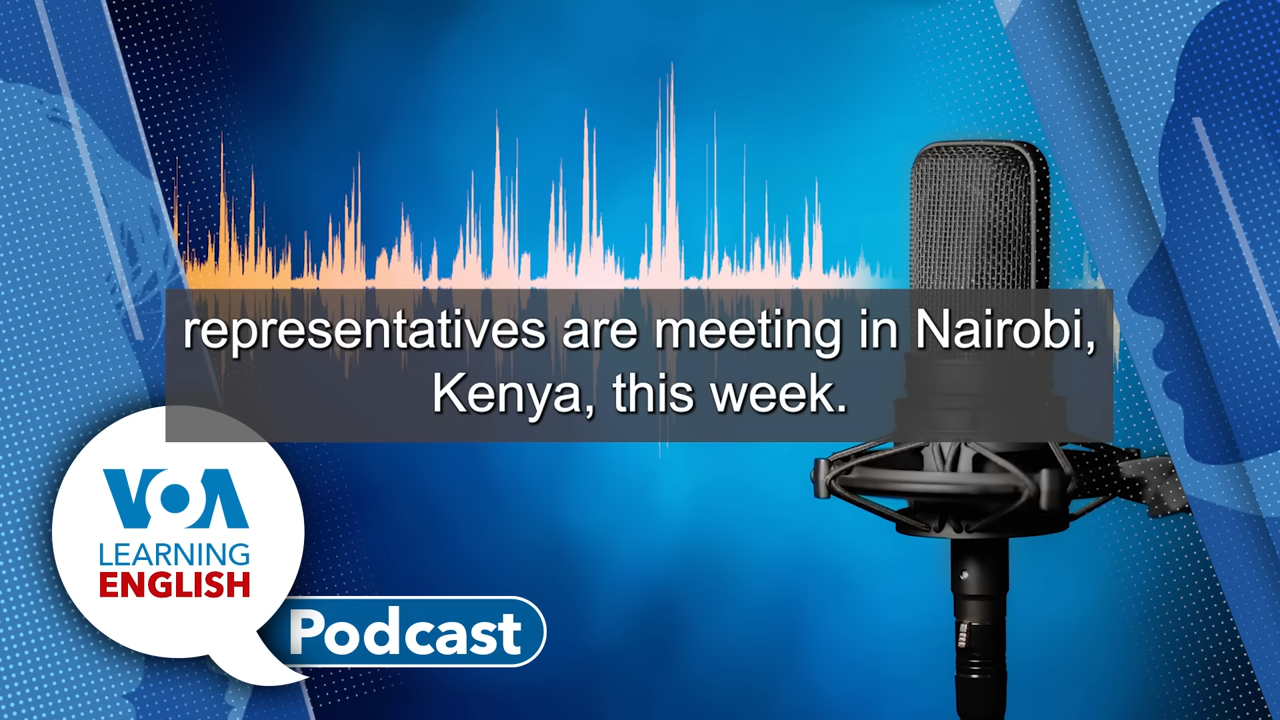 representatives are meeting in Nairobi,
Kenya, this week.
VOA
LEARNING
ENGLISH
Podcast